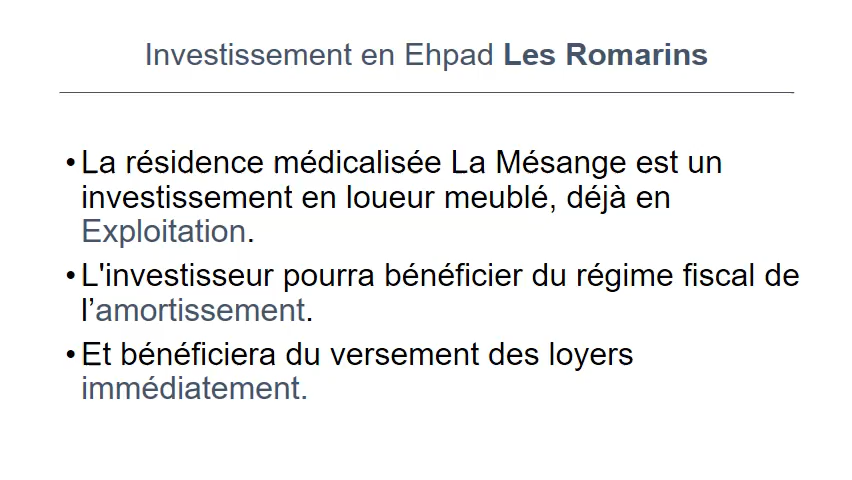 Investissement en Ehpad Les Romarins
•La résidence médicalisée La Mésange est un
investissement en loueur meublé, déjà en
Exploitation.
•L'investisseur pourra bénéficier du régime fiscal de
l’amortissement.
•Et bénéficiera du versement des loyers
immédiatement.